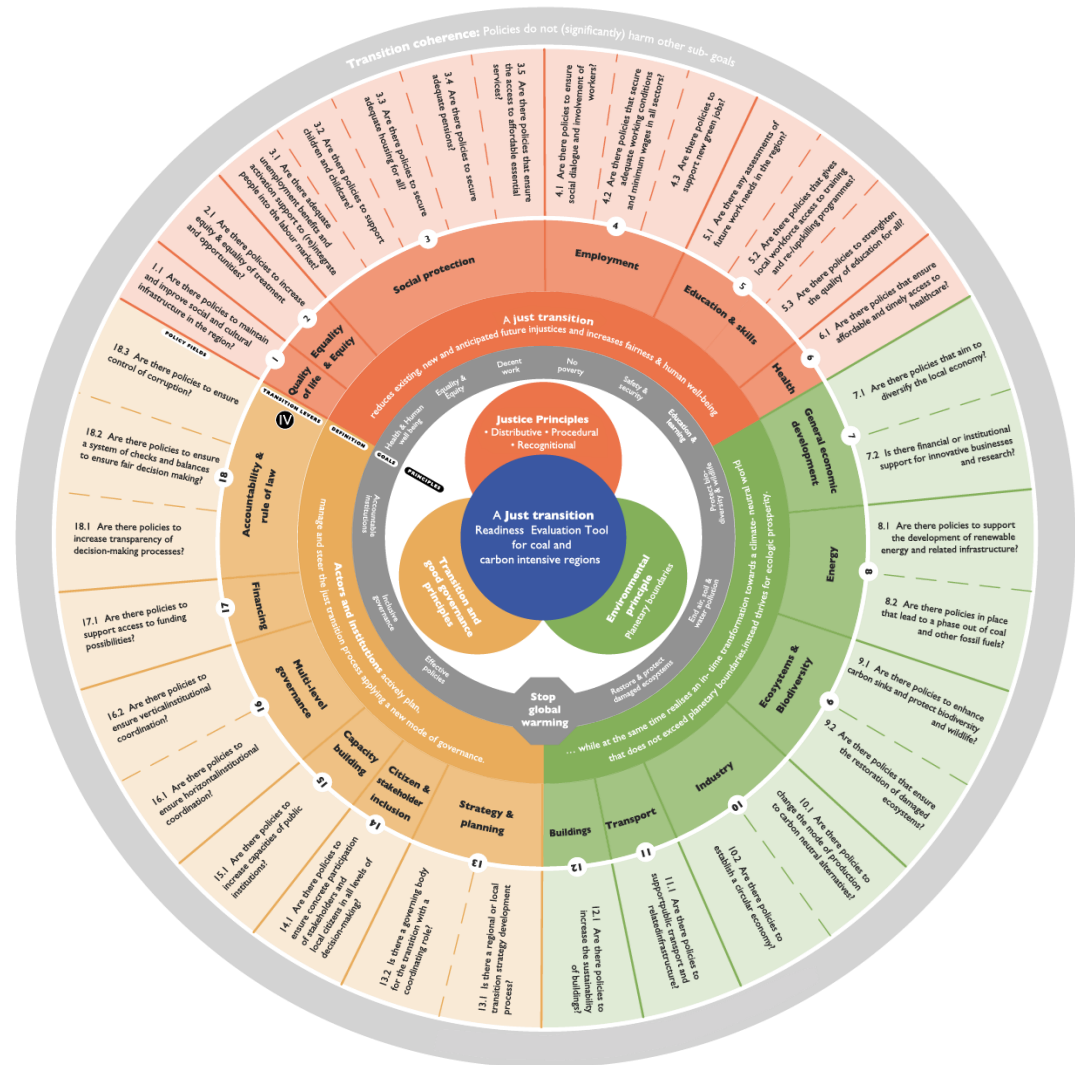 Transition coherence: Policies do not (significantly) harm other sub- goals
POLICY FIELDS
TRANSITION LEVERS
DEFINITION
GOALS
PRINCIPLES
IV
1.1 Are there policies to maintain
and improve social and cultural
infrastructure in the region?
2.1 Are there policies to increase
equity & equality of treatment
and opportunities?
3.1 Are there adequate
unemployment benefits and
activation support to (re)integrate
people into the labour market?
3.2 Are there policies to support
children and childcare?
3.3 Are there policies to secure
adequate housing for all?
3.4 Are there policies to secure
adequate pensions?
3.5 Are there policies that ensure
the access to affordable essential
services?
4.1 Are there policies to ensure
social dialogue and involvement of
workers?
4.2 Are there policies that secure
adequate working conditions
and minimum wages in all sectors?
4.3 Are there policies to
support new green jobs?
5.1 Are there any assessments of
future work needs in the region?
5.2 Are there policies that gives
local workforce access to training
and re-/upskilling programmes?
5.3 Are there policies to strengthen
the quality of education for all?
6.1 Are there policies that ensure
affordable and timely access to
healthcare?
7.1 Are there policies that aim to
diversify the local economy?
7.2 Is there financial or institutional
support for innovative businesses
and research?
8.1 Are there policies to support
the development of renewable
energy and related infrastructure?
8.2 Are there policies in place
that lead to a phase out of coal
and other fossil fuels?
9.1 Are there policies to enhance
carbon sinks and protect biodiversity
and wildlife?
9.2 Are there policies that ensure
the restoration of damaged
ecosystems?
10.1 Are there policies to
change the mode of production
to carbon neutral alternatives?
10.2 Are there policies to
establish a circular economy?
11.1 Are there policies to
supportpublic transport and
relatedinfrastructure?
12.1 Are there policies to
increase the sustainability
of buildings?
13.1 Is there a regional or local
transition strategy development
process?
13.2 Is there a governing body
for the transition with a
coordinating role?
14.1 Are there policies to
ensure concrete participation
of stakeholders and
local citizens in all levels of
decision-making?
15.1 Are there policies to
increase capacities of public
institutions?
16.1 Are there policies to
ensure horizontalinstitutional
coordination?
16.2 Are there policies to
ensure verticalinstitutional
coordination?
17.1 Are there policies to
support access to funding
possibilities?
18.1 Are there policies to
increase transparency of
decision-making processes?
18.2 Are there policies to ensure
a system of checks and balances
to ensure fair decision making?
18.3 Are there policies to ensure
control of corruption?
1
Quality
of life
2
Equality
& Equity
3
Social protection
4
Employment
5
Education & skills
6
Health
7
General economic
development
8
Energy
9
Ecosystems &
Biodiversity
10
Industry
11
Transport
12
Buildings
13
Strategy &
planning
14
Citizen &
stakeholder
inclusion
15
Capacity
building
16
Multi-level
governance
17
Financing
18
Accountability &
rule of law
A just transition
reduces existing, new and anticipated future injustices and increases fairness & human well-being
... while at the same time realises an in- time transformation towards a climate- neutral world
that does not exceed planetary boundaries,instead thrives for ecologic prosperity.
Actors and institutions actively plan,
manage and steer the just transition process applying a new mode of governance.
Health & Human
well being
Equality &
Equity
Decent
work
No
poverty
Safety &
security
Education &
learning
Protect bio-
diversity & wildlife
End air, soil &
water pollution
Restore & protect
damaged ecosystems
Stop
global
warming
Effective
policies
Inclusive
governance
Accountable
institutions
Justice Principles
• Distributive • Procedural
• Recognitional
A Just transition
Readiness Evaluation Tool
for coal and
carbon intensive regions
Transition and
good governance
principles
Environmental
principle
Planetary boundaries